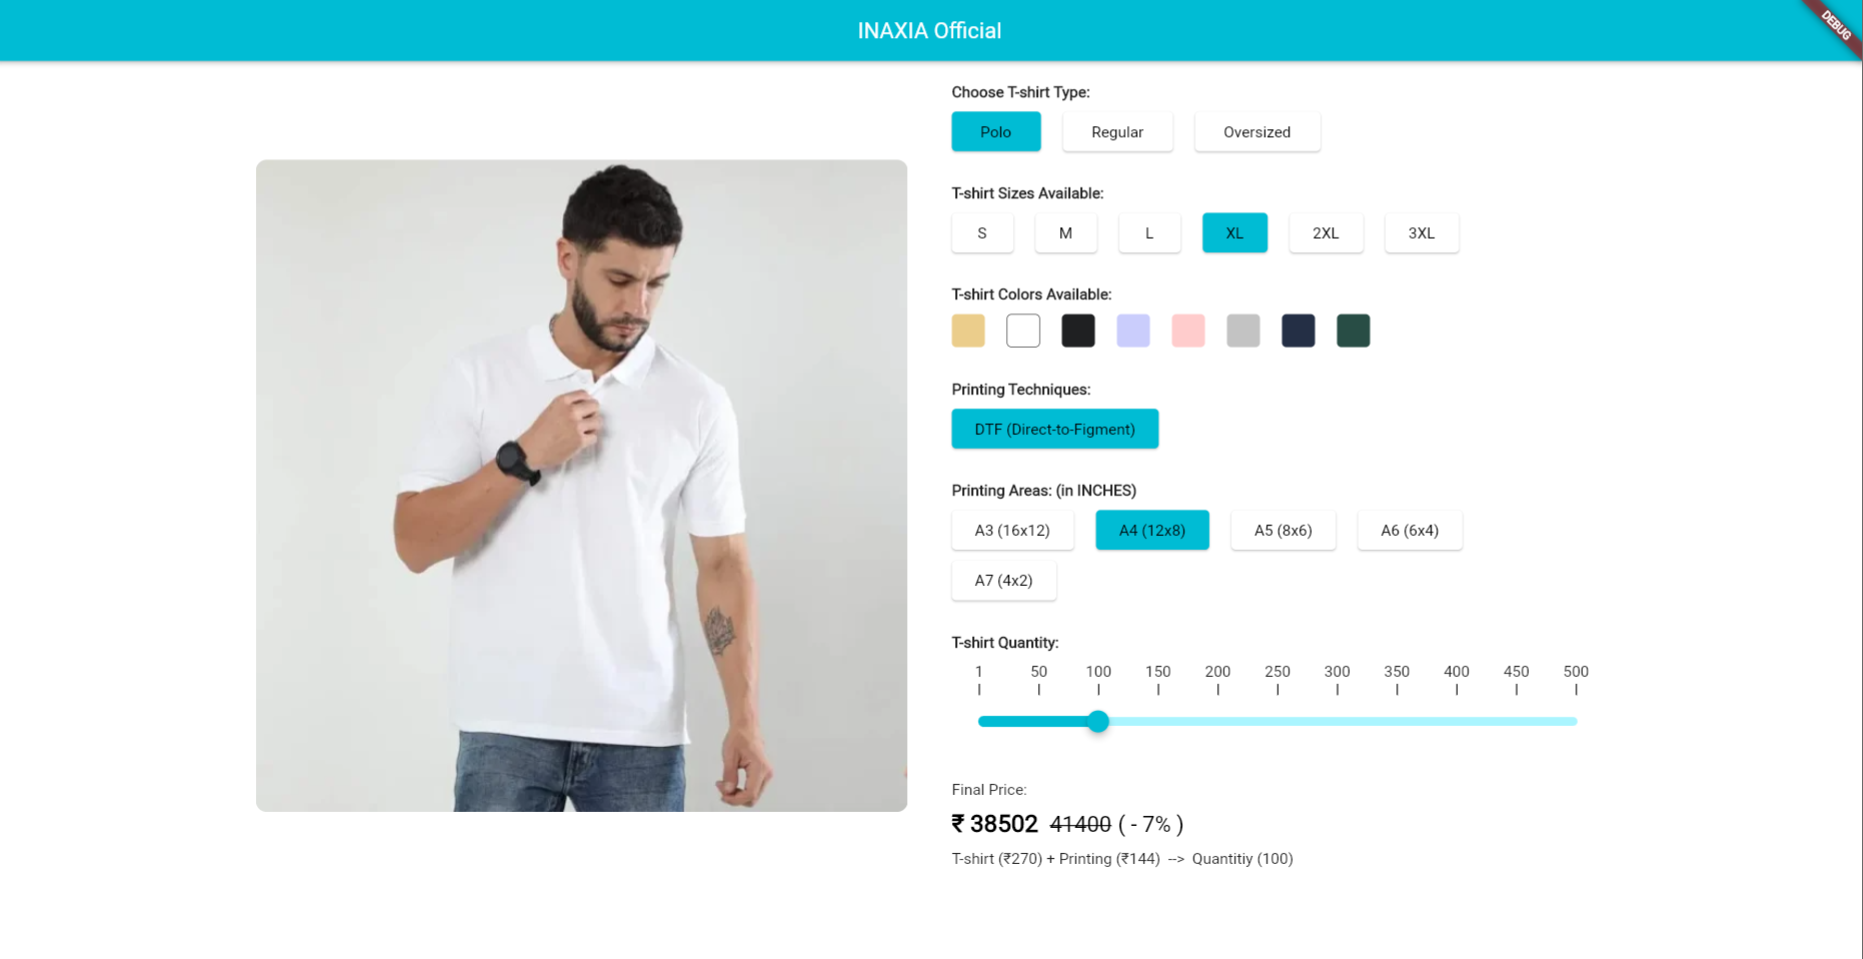 INAXIA Official
DEBUG
Choose T-shirt Type:
Polo Regular Oversized
T-shirt Sizes Available:
S M L XL 2XL 3XL
T-shirt Colors Available:
Printing Techniques:
DTF (Direct-to-Figment)
Printing Areas: (in INCHES)
A3 (16x12) A4 (12x8) A5 (8x6) A6 (6x4)
A7 (4x2)
T-shirt Quantity:
1 50 100 150 200 250 300 350 400 450 500
Final Price:
₹ 38502 41400 ( - 7% )
T-shirt (₹270) + Printing (₹144) --> Quantitiy (100)